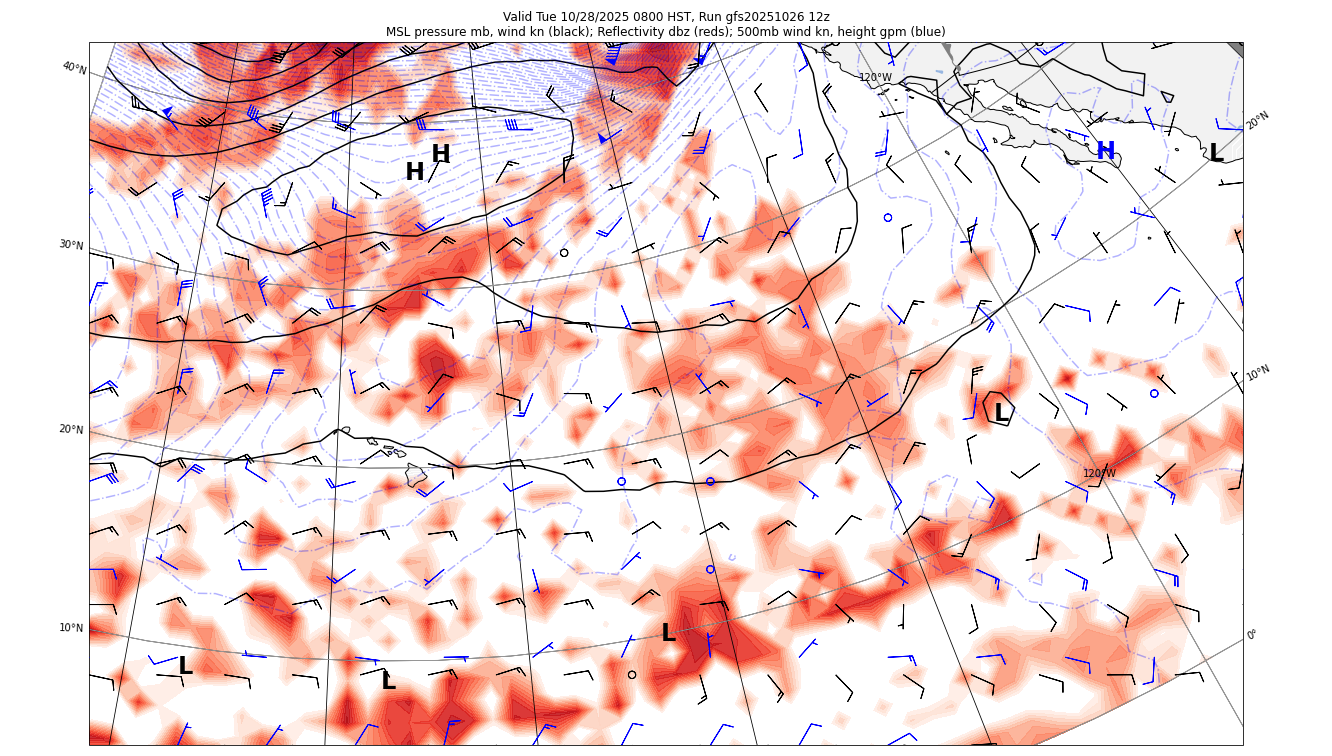 Valid Tue 10/28/2025 0800 HST, Run gfs20251026 12z
MSL pressure mb, wind kn (black); Reflectivity dbz (reds); 500mb wind kn, height gpm (blue)
40°N
120°W
20°N
H
H
H
L
30°N
10°N
L
20°N
120°W
10°N
0°
L
L
L